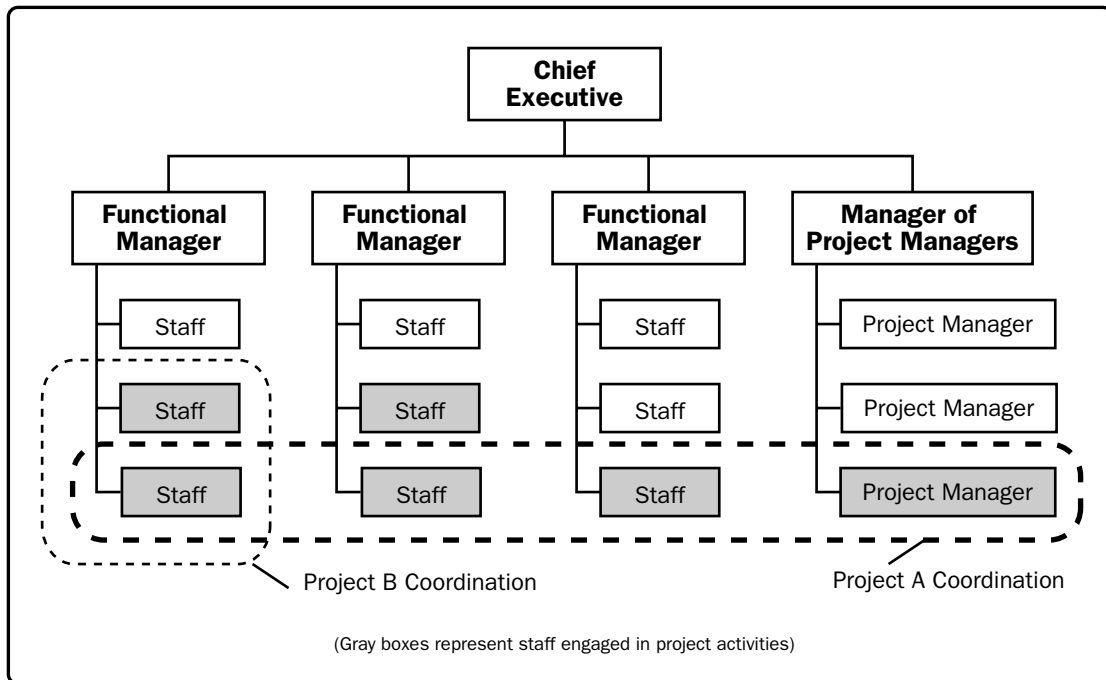 Chief
Executive
Functional
Manager
Functional
Manager
Functional
Manager
Manager of
Project Managers
Staff
Staff
Staff
Project Manager
Staff
Staff
Staff
Project Manager
Staff
Staff
Staff
Project Manager
Project B Coordination
Project A Coordination
(Gray boxes represent staff engaged in project activities)